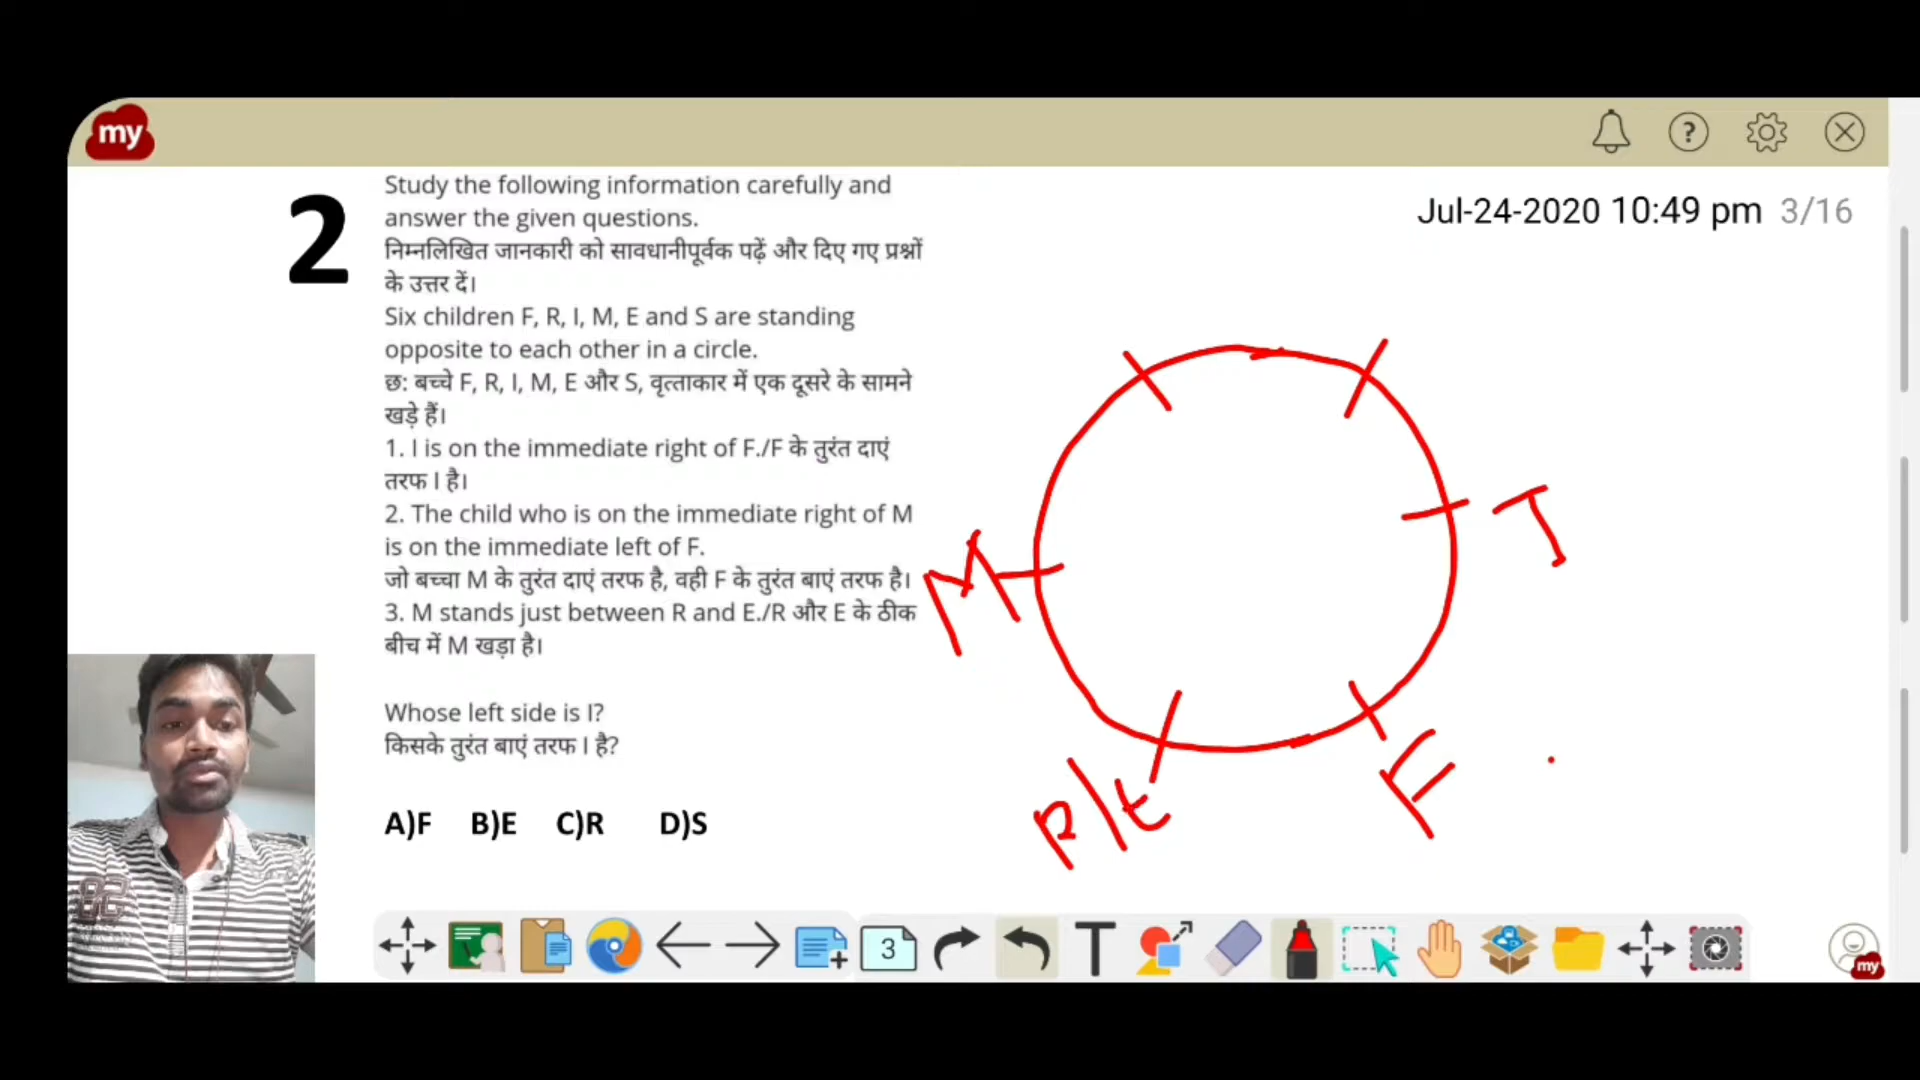 my
Jul-24-2020 10:49 pm 3/16
2
Study the following information carefully and
answer the given questions.
निम्नलिखित जानकारी को सावधानीपूर्वक पढ़ें और दिए गए प्रश्नों
के उत्तर दें।
Six children F, R, I, M, E and S are standing
opposite to each other in a circle.
छ: बच्चे F, R, I, M, E और S, वृत्ताकार में एक दूसरे के सामने
खड़े हैं।
1. I is on the immediate right of F./F के तुरंत दाएं
तरफ I है।
2. The child who is on the immediate right of M
is on the immediate left of F.
जो बच्चा M के तुरंत दाएं तरफ है, वही F के तुरंत बाएं तरफ है।
3. M stands just between R and E./R और E के ठीक
बीच में M खड़ा है।
Whose left side is I?
किसके तुरंत बाएं तरफ I है?
A)F B)E C)R D)S
M
R/t
F
3
T
my